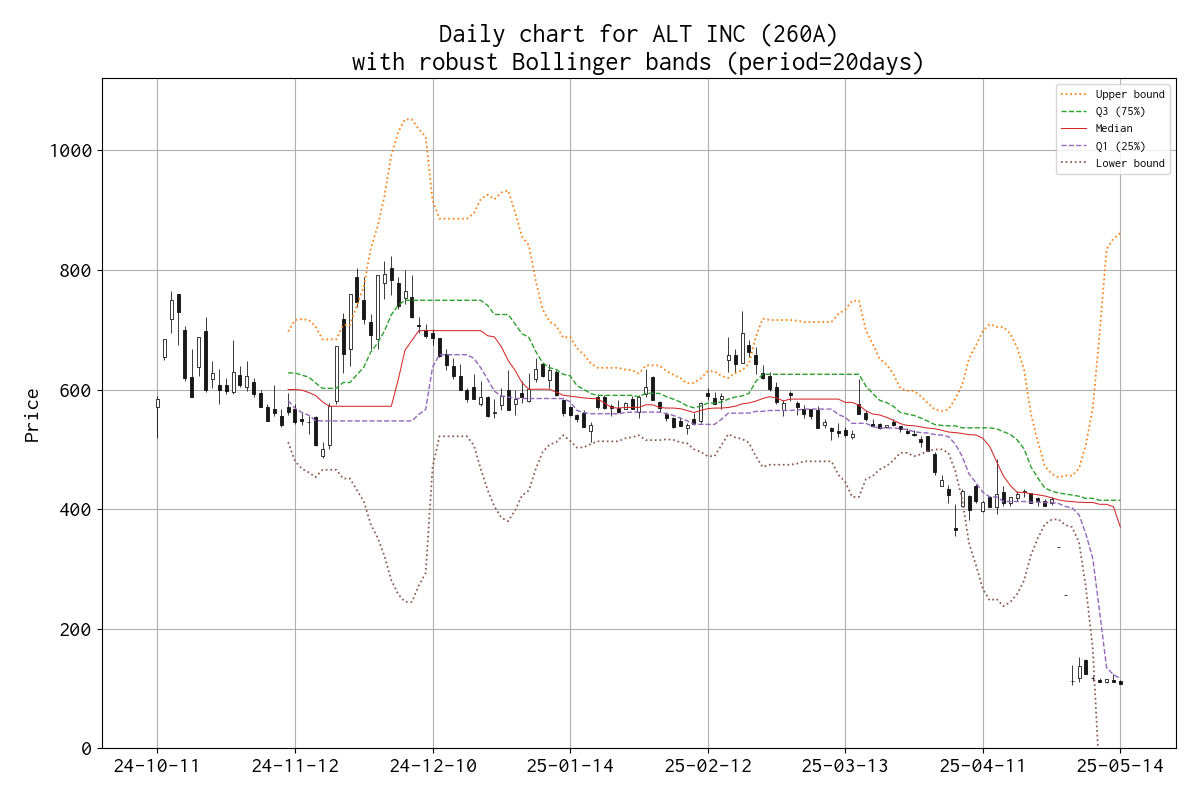 Daily chart for ALT INC (260A)
with robust Bollinger bands (period=20days)
Upper bound
Q3 (75%)
Median
Q1 (25%)
Lower bound
Price
1000
800
600
400
200
0
24-10-11
24-11-12
24-12-10
25-01-14
25-02-12
25-03-13
25-04-11
25-05-14